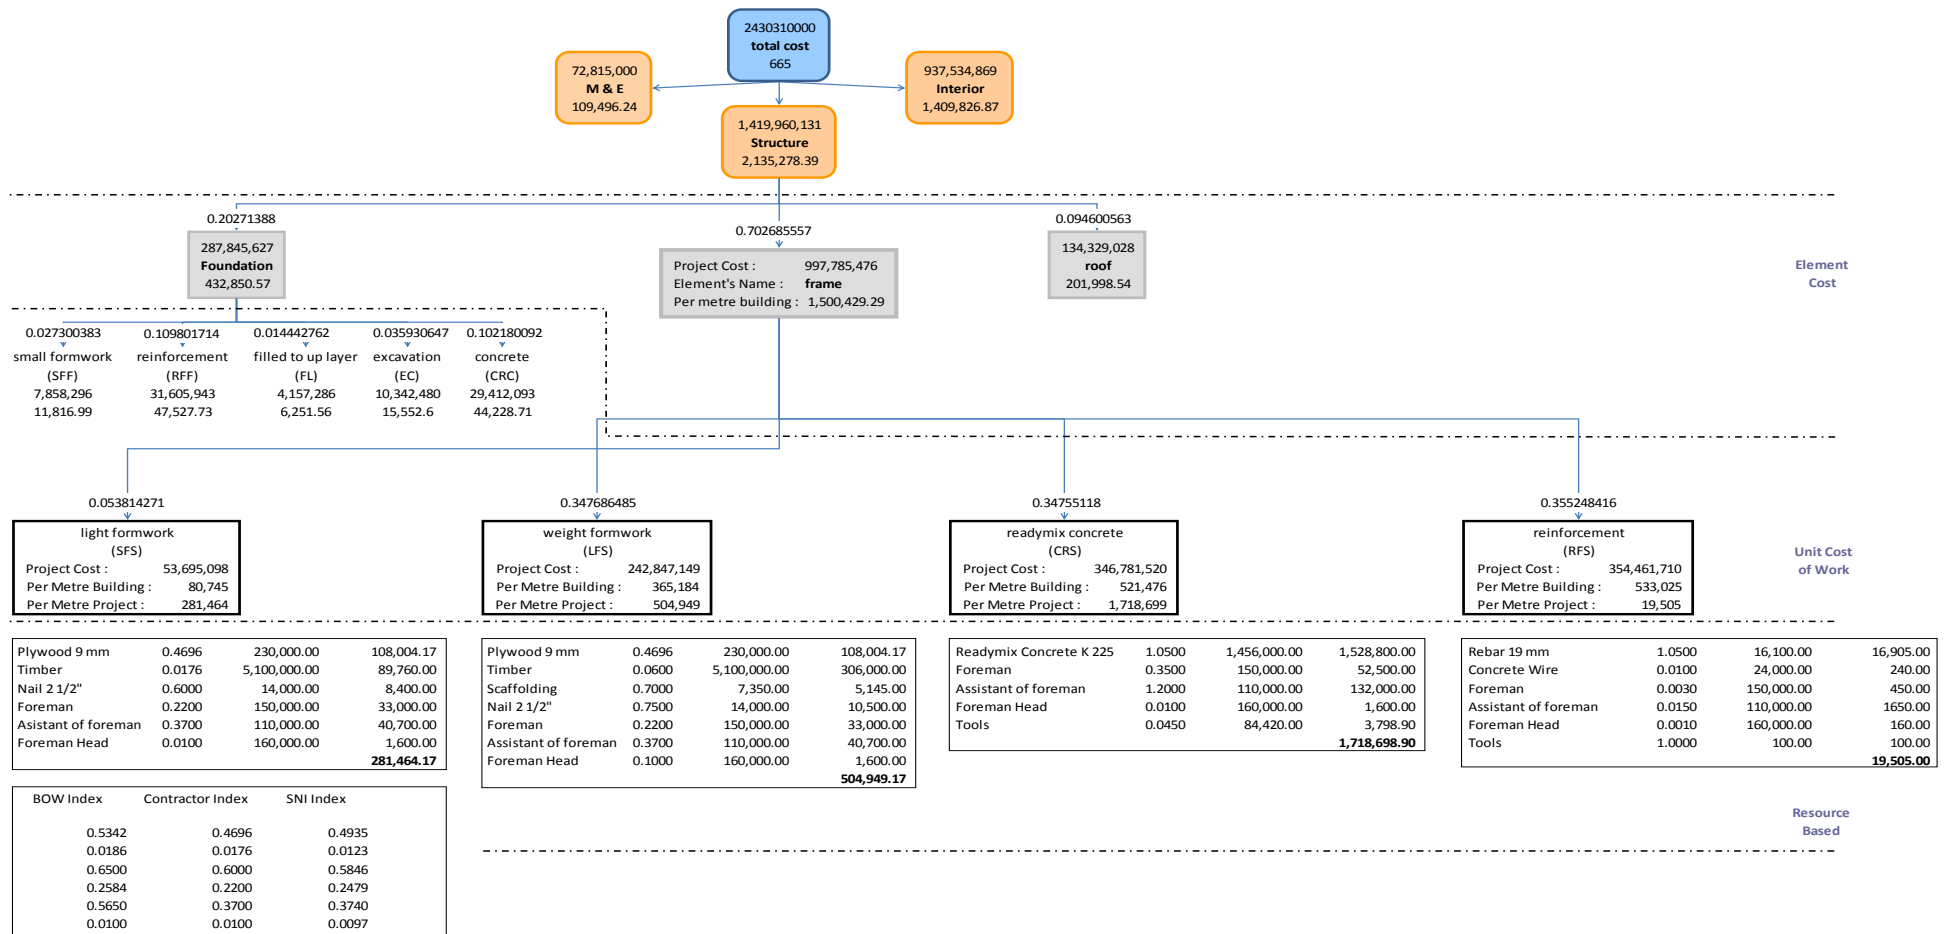 2430310000
total cost
665
72,815,000
M & E
109,496.24
937,534,869
Interior
1,409,826.87
1,419,960,131
Structure
2,135,278.39
0.20271388
0.702685557
0.094600563
287,845,627
Foundation
432,850.57
Project Cost : 997,785,476
Element's Name : frame
Per metre building : 1,500,429.29
134,329,028
roof
201,998.54
Element
Cost
0.027300383 0.109801714 0.014442762 0.035930647 0.102180092
small formwork reinforcement filled to up layer excavation concrete
(SFF) (RFF) (FL) (EC) (CRC)
7,858,296 31,605,943 4,157,286 10,342,480 29,412,093
11,816.99 47,527.73 6,251.56 15,552.6 44,228.71
0.053814271 0.347686485 0.34755118 0.355248416
light formwork
(SFS)
Project Cost : 53,695,098
Per Metre Building : 80,745
Per Metre Project : 281,464
weight formwork
(LFS)
Project Cost : 242,847,149
Per Metre Building : 365,184
Per Metre Project : 504,949
readymix concrete
(CRS)
Project Cost : 346,781,520
Per Metre Building : 521,476
Per Metre Project : 1,718,699
reinforcement
(RFS)
Project Cost : 354,461,710
Per Metre Building : 533,025
Per Metre Project : 19,505
Unit Cost
of Work
Plywood 9 mm 0.4696 230,000.00 108,004.17
Timber 0.0176 5,100,000.00 89,760.00
Nail 2 1/2" 0.6000 14,000.00 8,400.00
Foreman 0.2200 150,000.00 33,000.00
Asistant of foreman 0.3700 110,000.00 40,700.00
Foreman Head 0.0100 160,000.00 1,600.00
281,464.17
Plywood 9 mm 0.4696 230,000.00 108,004.17
Timber 0.0600 5,100,000.00 306,000.00
Scaffolding 0.7000 7,350.00 5,145.00
Nail 2 1/2" 0.7500 14,000.00 10,500.00
Foreman 0.2200 150,000.00 33,000.00
Assistant of foreman 0.3700 110,000.00 40,700.00
Foreman Head 0.1000 160,000.00 1,600.00
504,949.17
Readymix Concrete K 225 1.0500 1,456,000.00 1,528,800.00
Foreman 0.3500 150,000.00 52,500.00
Assistant of foreman 1.2000 110,000.00 132,000.00
Foreman Head 0.0100 160,000.00 1,600.00
Tools 0.0450 84,420.00 3,798.90
1,718,698.90
Rebar 19 mm 1.0500 16,100.00 16,905.00
Concrete Wire 0.0100 24,000.00 240.00
Foreman 0.0030 150,000.00 450.00
Assistant of foreman 0.0150 110,000.00 1650.00
Foreman Head 0.0010 160,000.00 160.00
Tools 1.0000 100.00 100.00
19,505.00
BOW Index Contractor Index SNI Index
0.5342 0.4696 0.4935
0.0186 0.0176 0.0123
0.6500 0.6000 0.5846
0.2584 0.2200 0.2479
0.5650 0.3700 0.3740
0.0100 0.0100 0.0097
Resource
Based